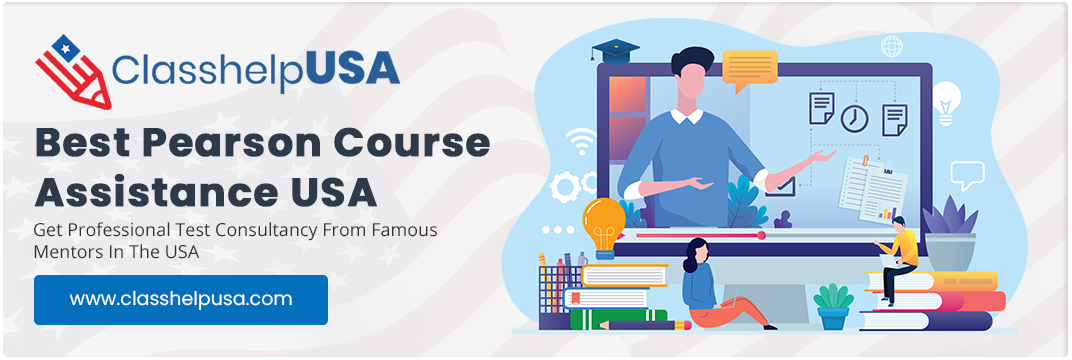 ClasshelpUSA
Best Pearson Course
Assistance USA
Get Professional Test Consultancy From Famous
Mentors In The USA
www.classhelpusa.com